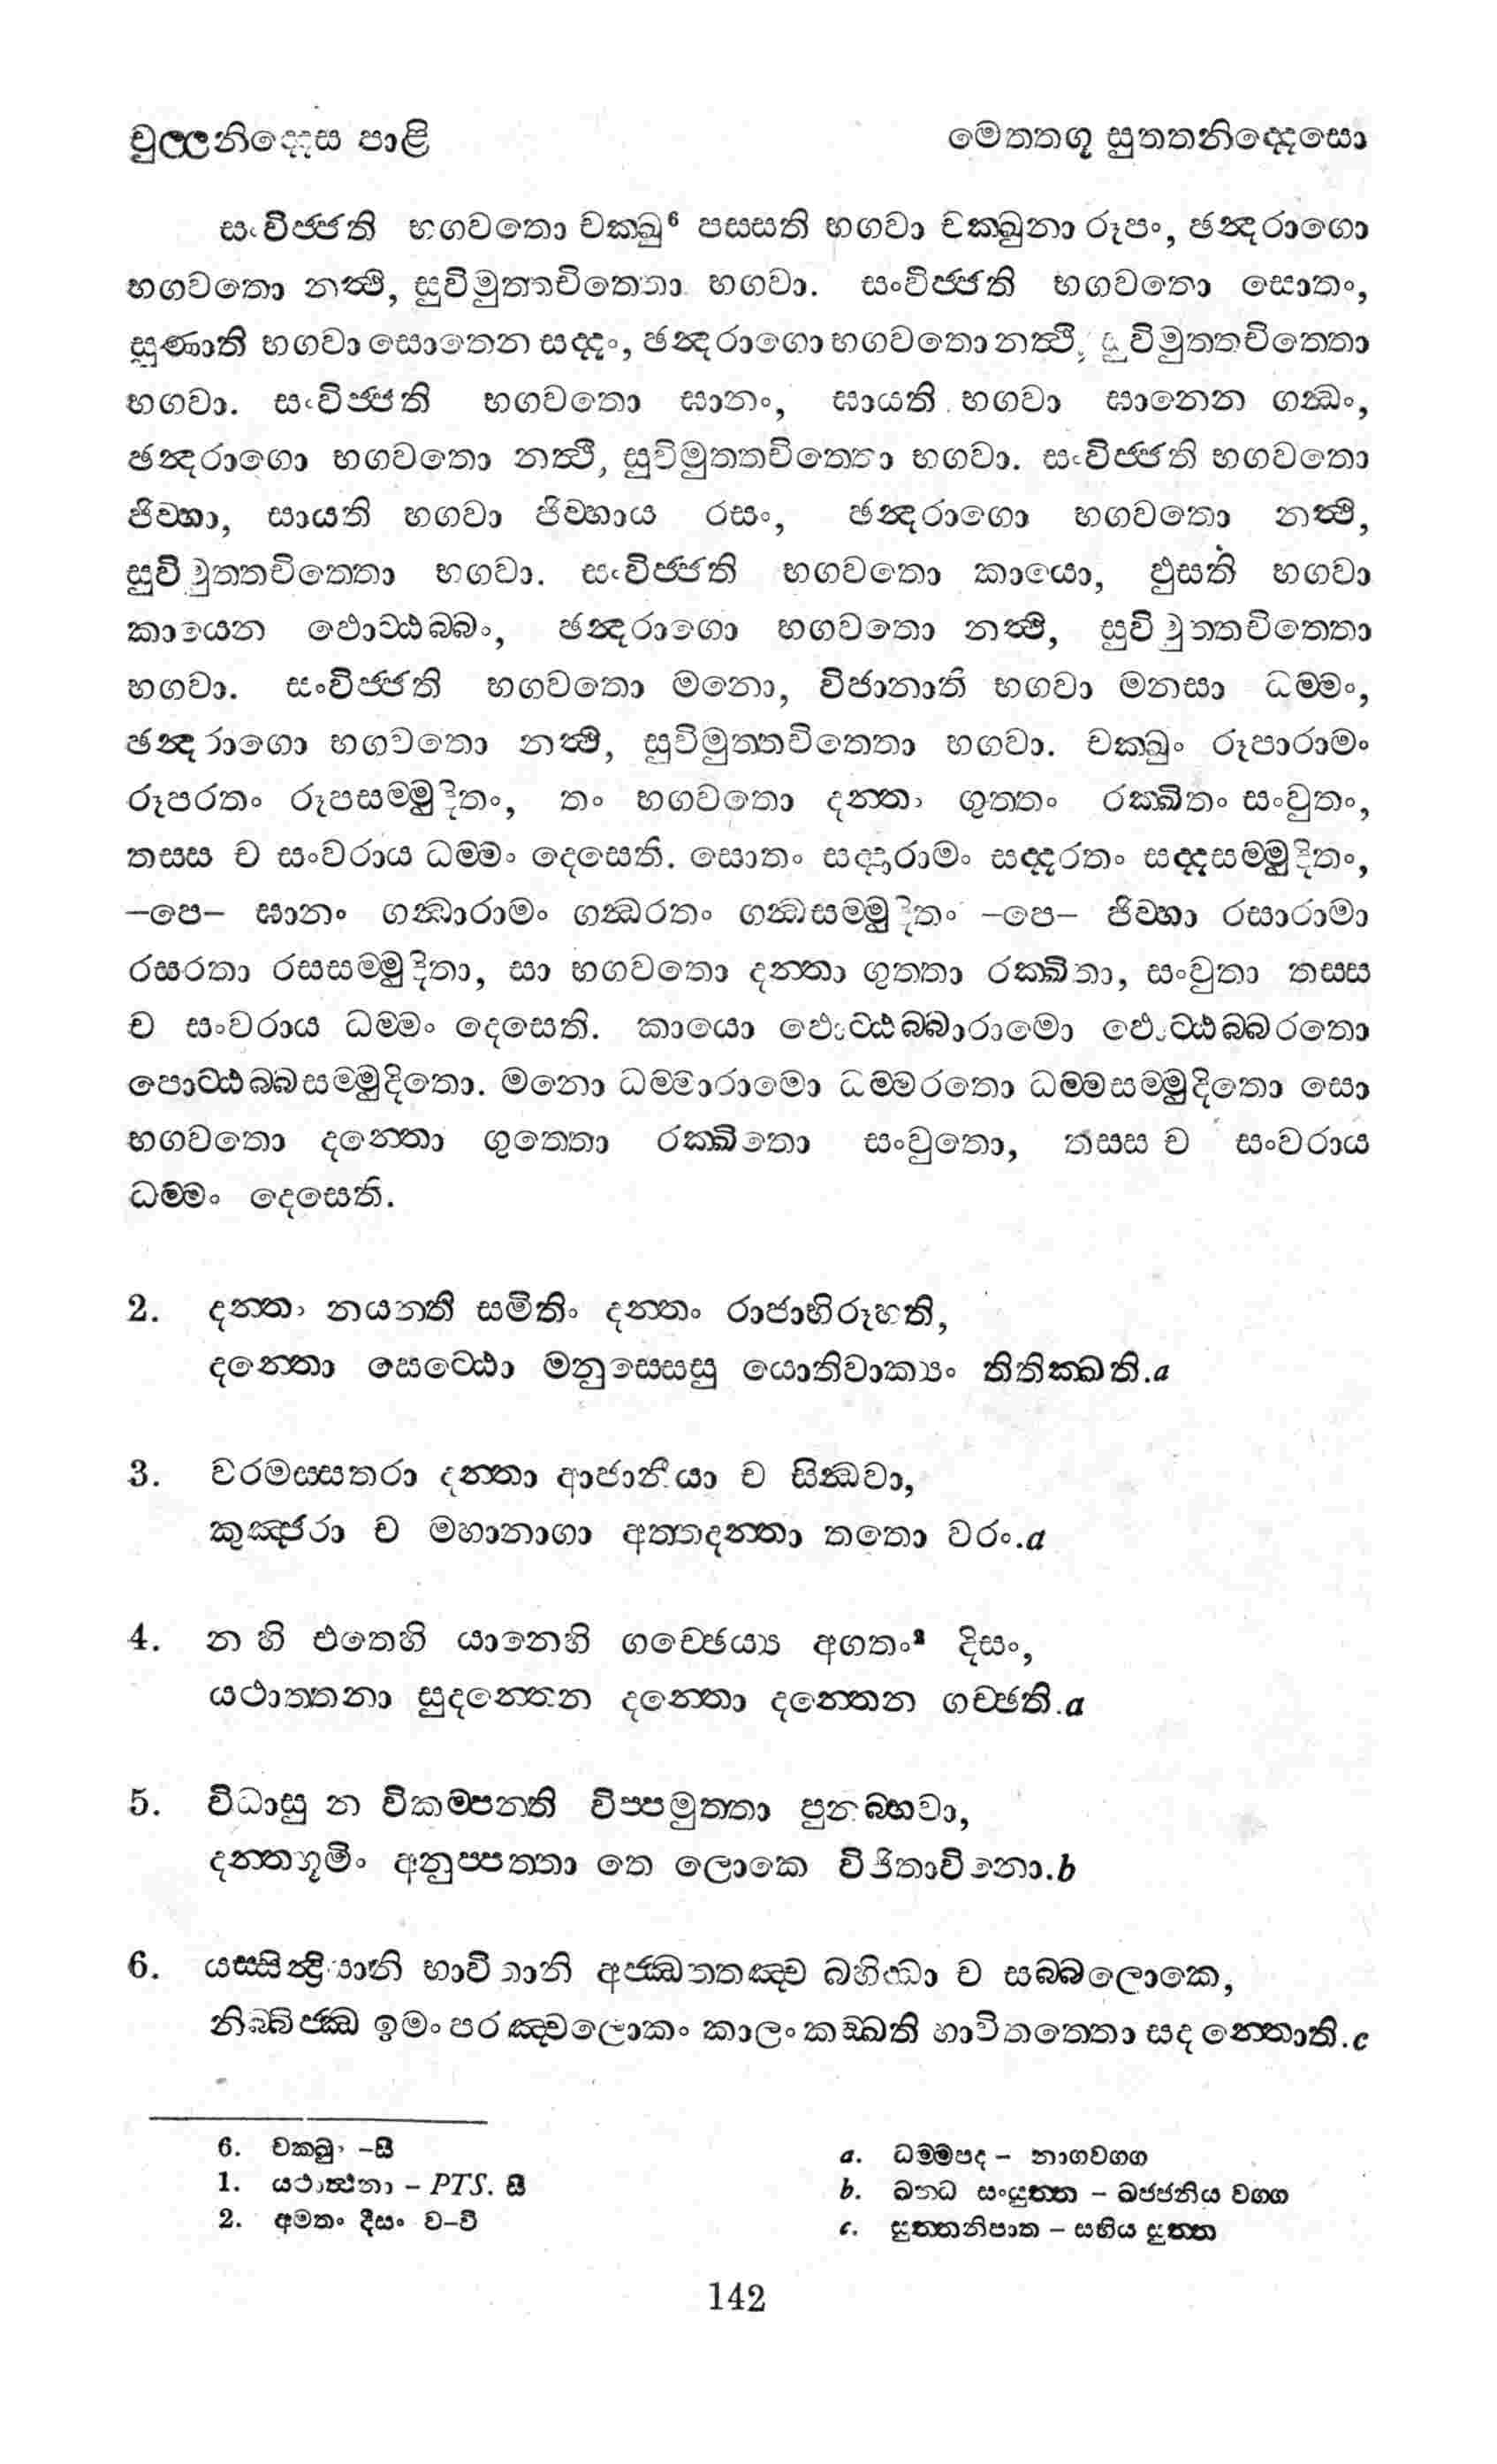 චුල්ලනිද්දෙස පාළි
මෙත්තගූ සුත්තනිද්දෙසො
සංවිජ්ජති භගවතො චක්ඛු⁶ පස්සති භගවා චක්ඛුනා රූපං, ඡන්දරාගො
භගවතො නත්ථි, සුවිමුත්තචිත්තො භගවා. සංවිජ්ජති භගවතො සොතං,
සුණාති භගවා සොතෙන සද්දං, ඡන්දරාගො භගවතො නත්ථි, සුවිමුත්තචිත්තො
භගවා. සංවිජ්ජති භගවතො ඝානං, ඝායති භගවා ඝානෙන ගන්ධං,
ඡන්දරාගො භගවතො නත්ථි, සුවිමුත්තචිත්තො භගවා. සංවිජ්ජති භගවතො
ජිව්හා, සායති භගවා ජිව්හාය රසං, ඡන්දරාගො භගවතො නත්ථි,
සුවිමුත්තචිත්තො භගවා. සංවිජ්ජති භගවතො කායො, ඵුසති භගවා
කායෙන ඵොට්ඨබ්බං, ඡන්දරාගො භගවතො නත්ථි, සුවිමුත්තචිත්තො
භගවා. සංවිජ්ජති භගවතො මනො, විජානාති භගවා මනසා ධම්මං,
ඡන්දරාගො භගවතො නත්ථි, සුවිමුත්තචිත්තො භගවා. චක්ඛුං රූපාරාමං
රූපරතං රූපසම්මුදිතං, තං භගවතො දන්තං ගුත්තං රක්ඛිතං සංවුතං,
තස්ස ච සංවරාය ධම්මං දෙසෙති. සොතං සද්දාරාමං සද්දරතං සද්දසම්මුදිතං,
–පෙ– ඝානං ගන්ධාරාමං ගන්ධරතං ගන්ධසම්මුදිතං –පෙ– ජිව්හා රසාරාමා
රසරතා රසසම්මුදිතා, සා භගවතො දන්තා ගුත්තා රක්ඛිතා, සංවුතා තස්ස
ච සංවරාය ධම්මං දෙසෙති. කායො ඵොට්ඨබ්බාරාමො ඵොට්ඨබ්බරතො
පොට්ඨබ්බසම්මුදිතො. මනො ධම්මාරාමො ධම්මරතො ධම්මසම්මුදිතො සො
භගවතො දන්තො ගුත්තො රක්ඛිතො සංවුතො, තස්ස ච සංවරාය
ධම්මං දෙසෙති.
2. දන්තං නයන්ති සමිතිං දන්තං රාජාභිරූහති,
දන්තො සෙට්ඨො මනුස්සෙසු යොතිවාක්‍යං තිතික්ඛති.a
3. වරමස්සතරා දන්තා ආජානීයා ච සින්ධවා,
කුඤ්ජරා ච මහානාගා අත්තදන්තා තතො වරං.a
4. න හි එතෙහි යානෙහි ගච්ඡෙය්‍ය අගතං² දිසං,
යථාත්තනා සුදන්තෙන දන්තො දන්තෙන ගච්ඡති.a
5. විධාසු න විකම්පන්ති විප්පමුත්තා පුනබ්භවා,
දන්තභූමිං අනුප්පත්තා තෙ ලොකෙ විජිතාවිනො.b
6. යස්සින්ද්‍රියානි භාවිතානි අජ්ඣත්තඤ්ච බහිද්ධා ච සබ්බලොකෙ,
නිබ්බිජ්ඣ ඉමං පරඤ්චලොකං කාලංකඞ්ඛති භාවිතත්තො සදන්තොති.c
6. චක්ඛුං –සී
1. යථාත්ථනා – PTS. සී
2. අමතං දීසං ව–වි
a. ධම්මපද – නාගවග්ග
b. ඛන්ධ සංයුත්ත – ඛජ්ජනිය වග්ග
c. සුත්තනිපාත – සභිය සුත්ත
142